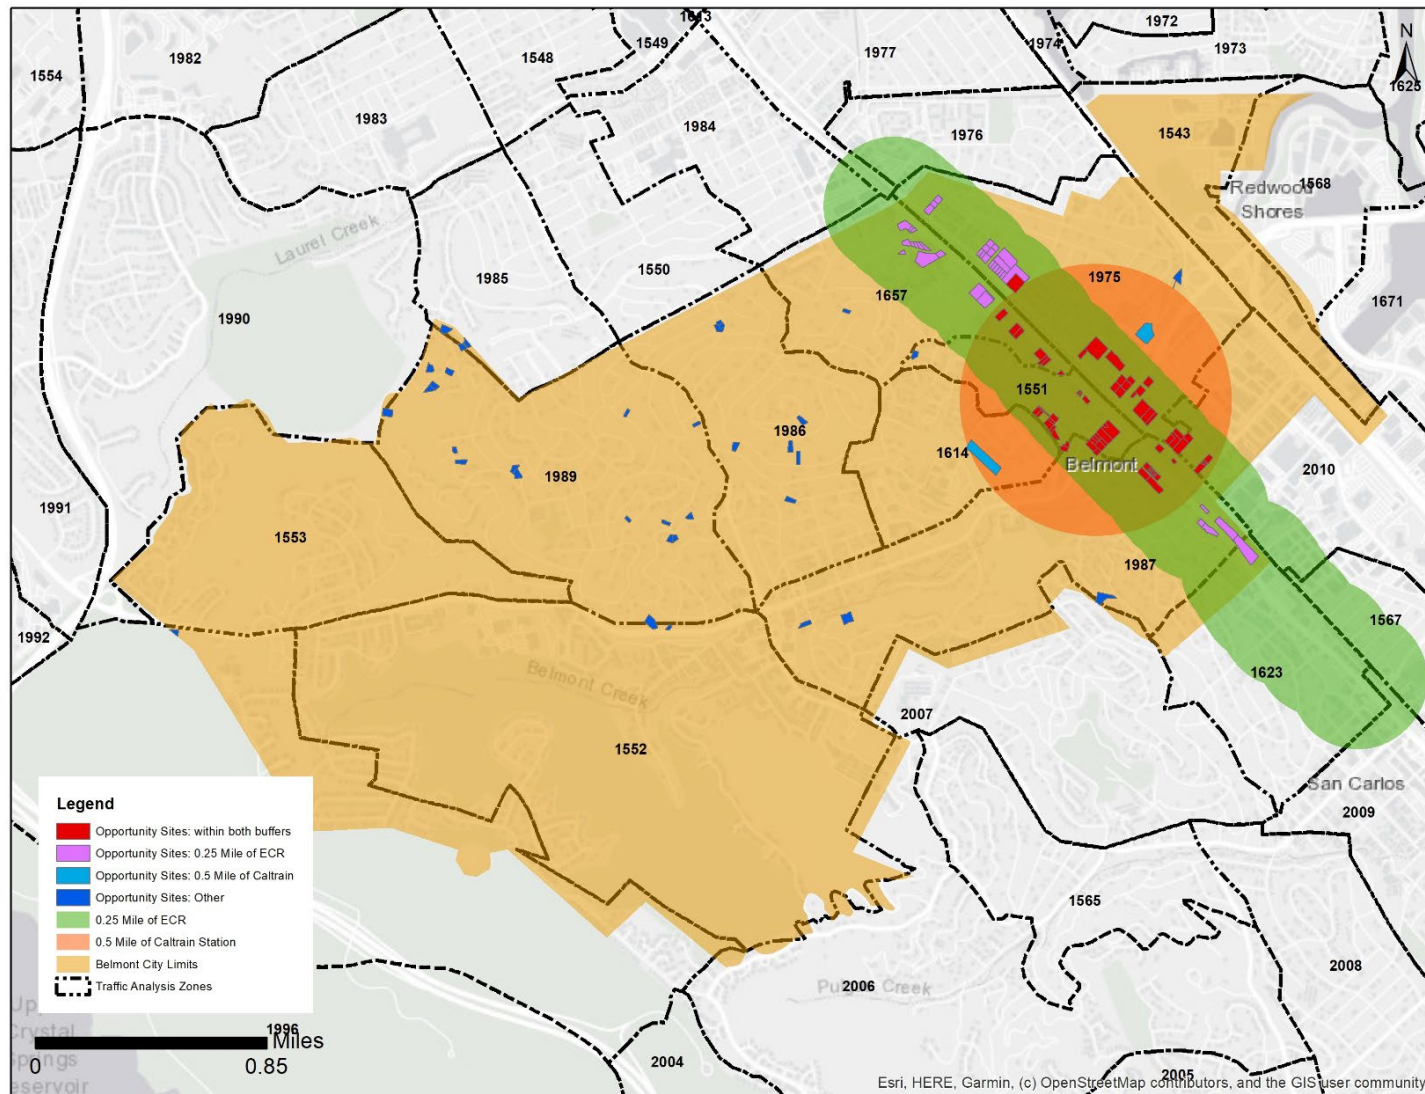 1613
1972
1549
1974
N
1982
1548
1977
1973
1554
1625
1983
1984
1976
1543
1568
Redwood
Shores
Laurel Creek
1985
1550
1975
1657
1671
1990
1551
1986
1614
Belmont
2010
1989
1991
1553
1987
1992
1567
Belmont Creek
1623
2007
1552
San Carlos
2009
Legend
Opportunity Sites: within both buffers
Opportunity Sites: 0.25 Mile of ECR
Opportunity Sites: 0.5 Mile of Caltrain
Opportunity Sites: Other
0.25 Mile of ECR
0.5 Mile of Caltrain Station
Belmont City Limits
Traffic Analysis Zones
1565
2008
2006
Creek
Crystal
Springs
1996
Miles
0 0.85
2004
2005
Esri, HERE, Garmin, (c) OpenStreetMap contributors, and the GIS user community